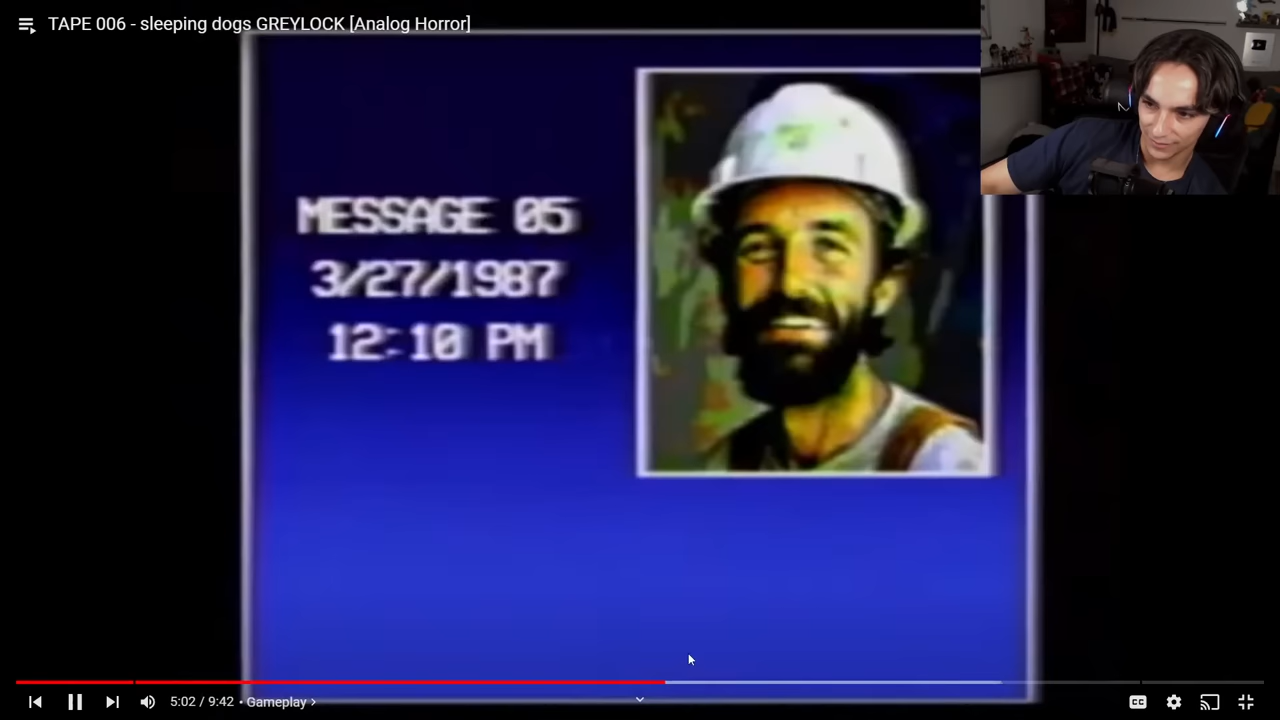 TAPE 006 - sleeping dogs GREYLOCK [Analog Horror]
MESSAGE 05
3/27/1987
12:10 PM
5:02 / 9:42 • Gameplay >
CC